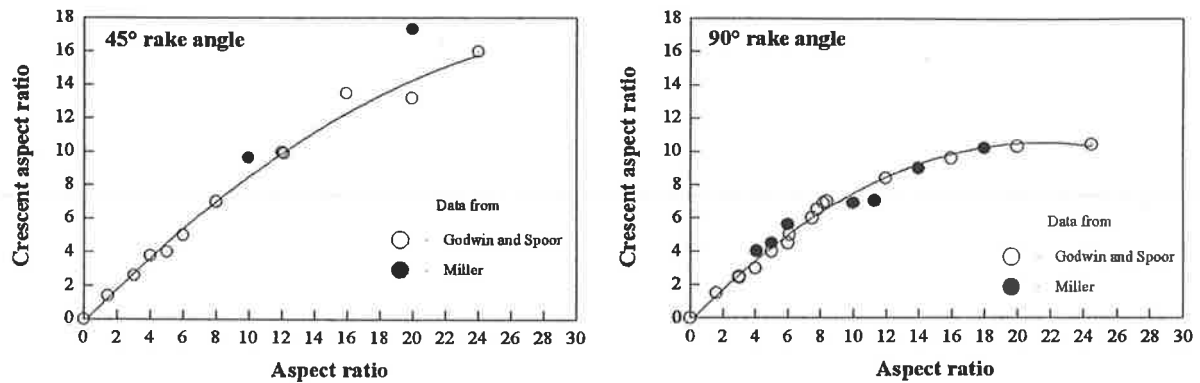 45° rake angle
Crescent aspect ratio
18
16
14
12
10
8
6
4
2
0
Data from
Godwin and Spoor
Miller
0 2 4 6 8 10 12 14 16 18 20 22 24 26 28 30
Aspect ratio
90° rake angle
Crescent aspect ratio
18
16
14
12
10
8
6
4
2
0
Data from
Godwin and Spoor
Miller
0 2 4 6 8 10 12 14 16 18 20 22 24 26 28 30
Aspect ratio